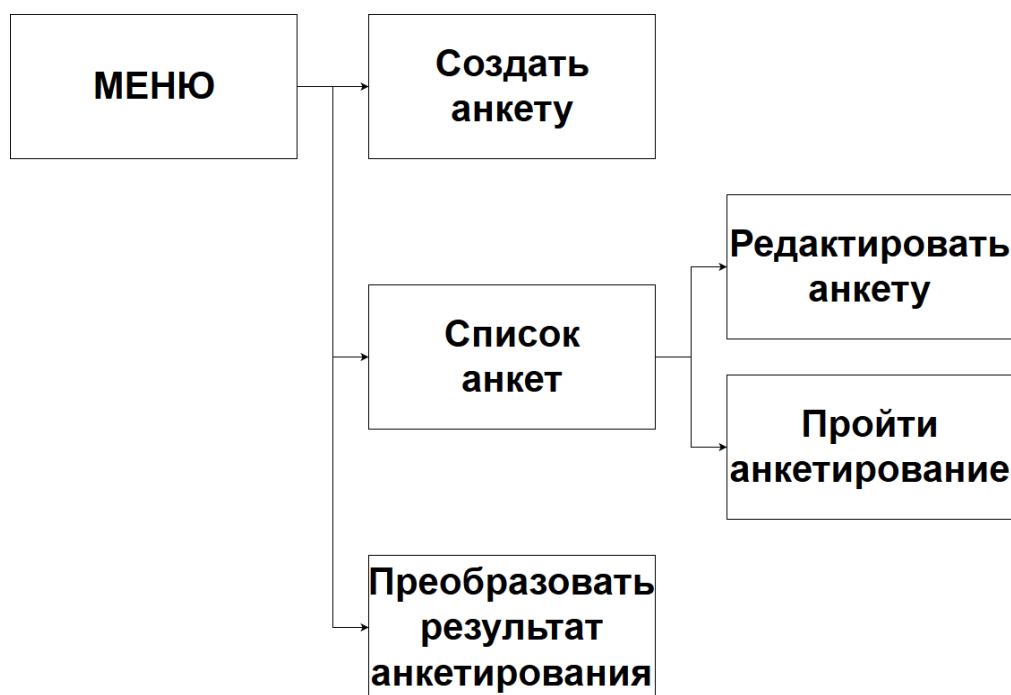 МЕНЮ
Создать
анкету
Список
анкет
Редактировать
анкету
Пройти
анкетирование
Преобразовать
результат
анкетирования